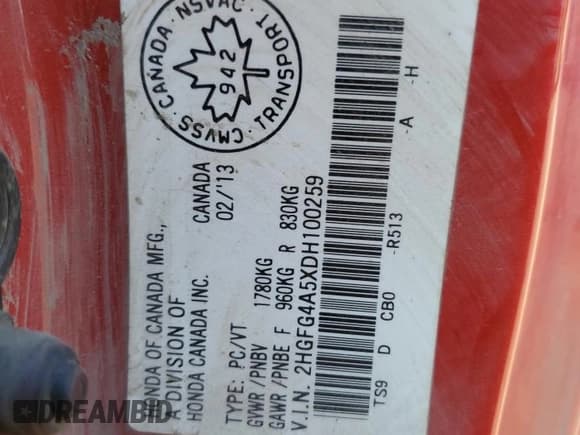 HONDA OF CANADA MFG.,
A DIVISION OF
HONDA CANADA INC.
CANADA
02/'13
TYPE: PC/VT
GVWR /PNBV 1780KG
GAWR /PNBE F 960KG R 830KG
V.I.N. 2HGFG4A5XDH100259
TS9 D CB0 -R513 -A -H
CMVSS · CANADA · NSVAC · TRANSPORT ·
942
DREAMBID